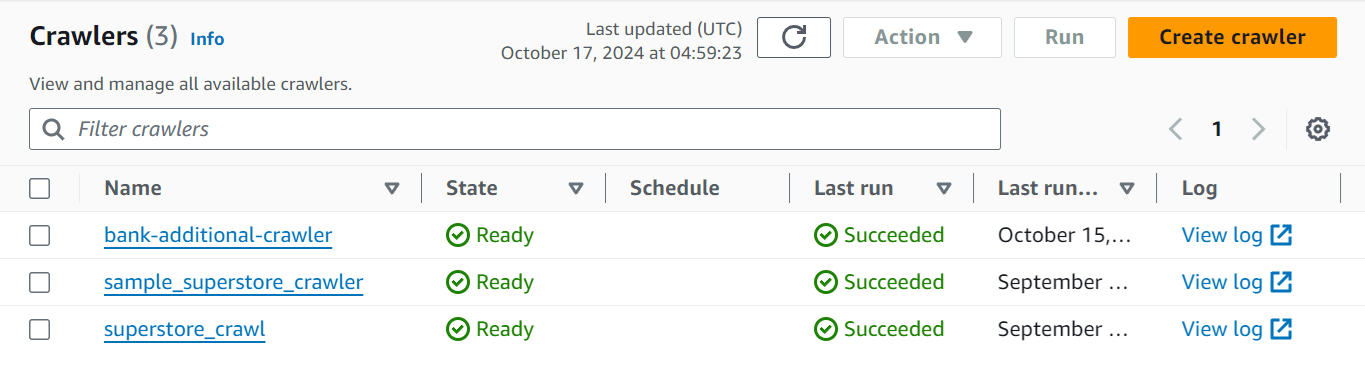 Crawlers (3) Info
Last updated (UTC)
October 17, 2024 at 04:59:23
Action
Run
Create crawler
View and manage all available crawlers.
Filter crawlers
1
Name State Schedule Last run Last run... Log
bank-additional-crawler Ready Succeeded October 15,... View log
sample_superstore_crawler Ready Succeeded September ... View log
superstore_crawl Ready Succeeded September ... View log